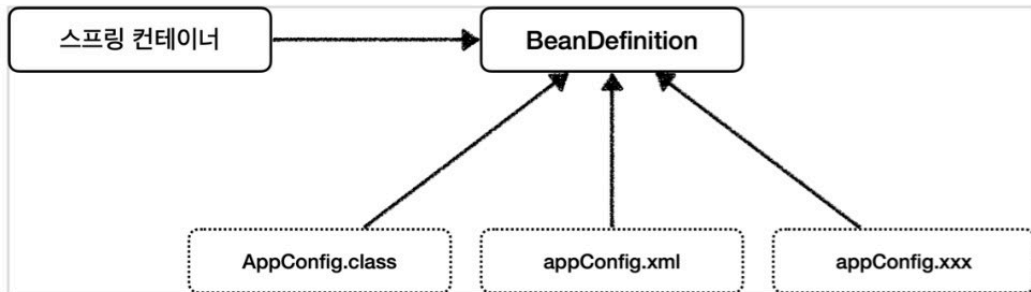 스프링 컨테이너
BeanDefinition
AppConfig.class
appConfig.xml
appConfig.xxx